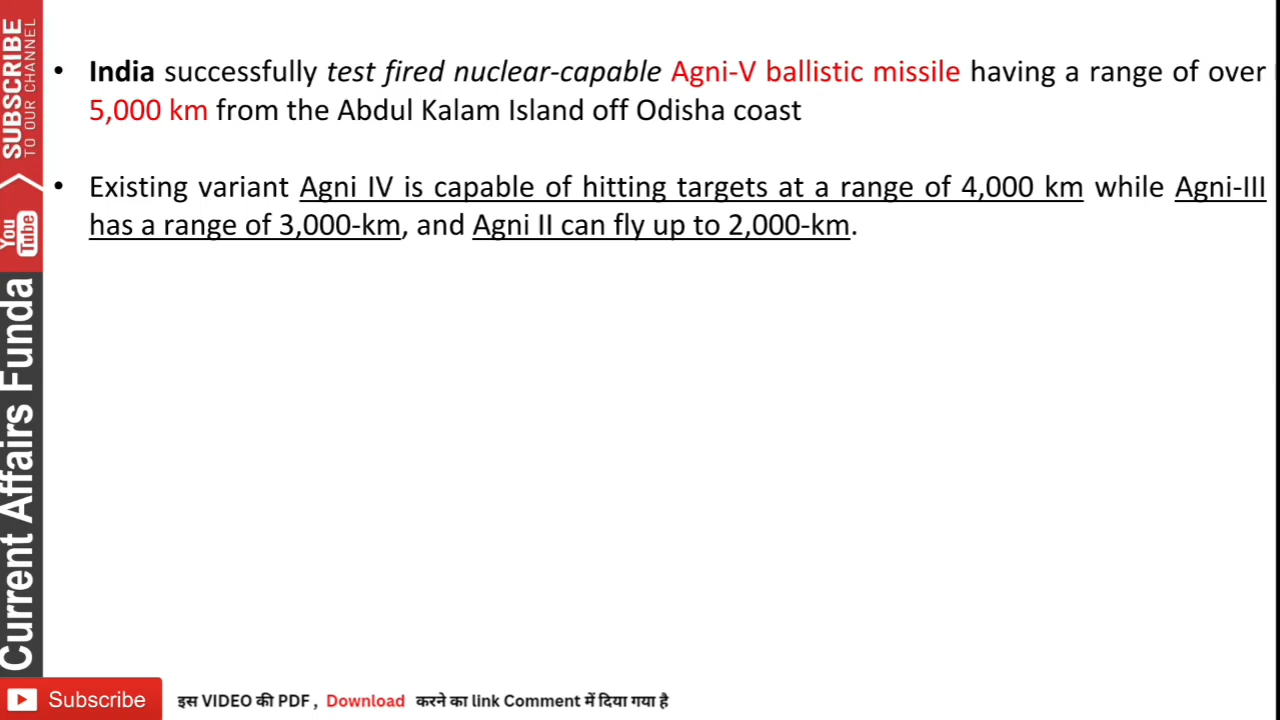 SUBSCRIBE
TO OUR CHANNEL
You Tube
Current Affairs Funda
• India successfully test fired nuclear-capable Agni-V ballistic missile having a range of over
5,000 km from the Abdul Kalam Island off Odisha coast
• Existing variant Agni IV is capable of hitting targets at a range of 4,000 km while Agni-III
has a range of 3,000-km, and Agni II can fly up to 2,000-km.
Subscribe
इस VIDEO की PDF , Download करने का link Comment में दिया गया है